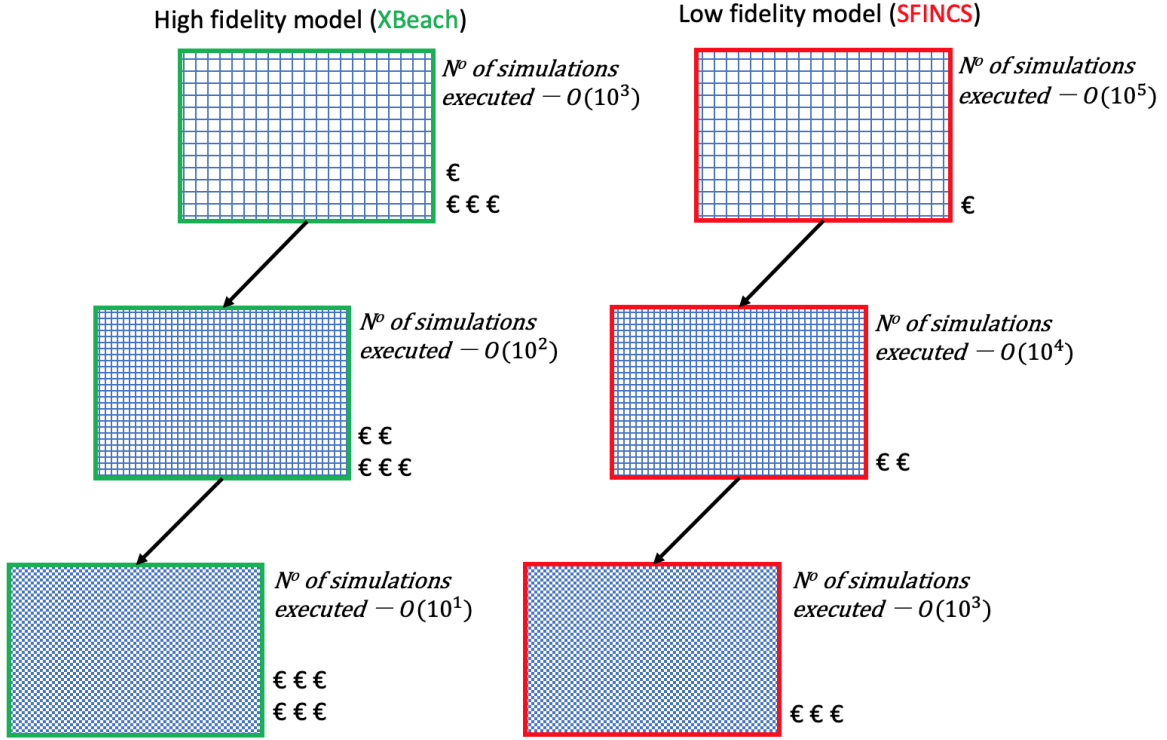 High fidelity model (XBeach)
Nº of simulations
executed − O(10³)
€
€ € €
Nº of simulations
executed − O(10²)
€ €
€ € €
Nº of simulations
executed − O(10¹)
€ € €
€ € €
Low fidelity model (SFINCS)
Nº of simulations
executed − O(10⁵)
€
Nº of simulations
executed − O(10⁴)
€ €
Nº of simulations
executed − O(10³)
€ € €